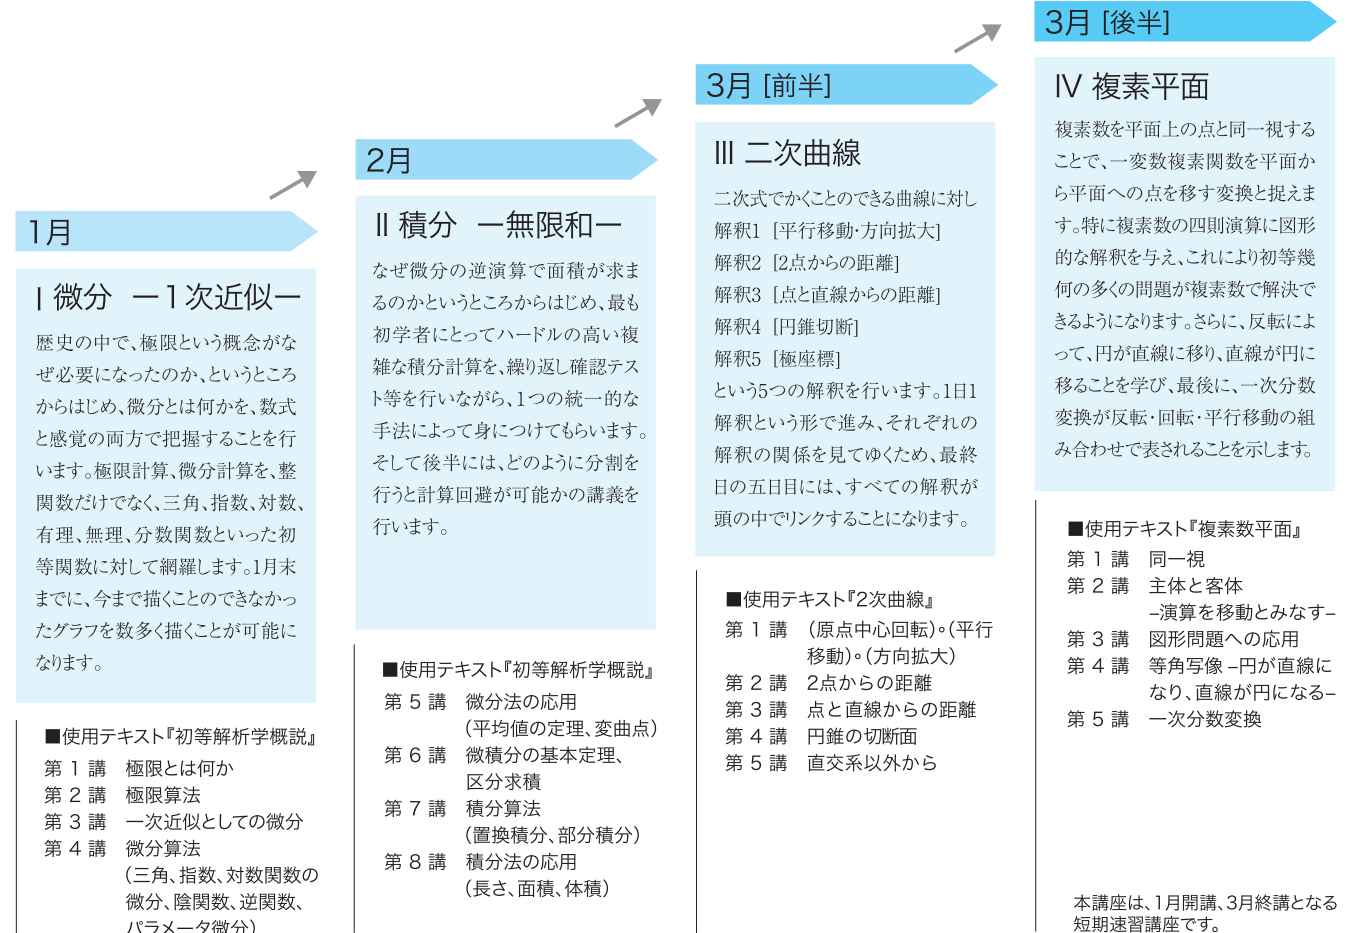 1月
Ⅰ 微分 ー1次近似ー
歴史の中で、極限という概念がな
ぜ必要になったのか、というところ
からはじめ、微分とは何かを、数式
と感覚の両方で把握することを行
います。極限計算、微分計算を、整
関数だけでなく、三角、指数、対数、
有理、無理、分数関数といった初
等関数に対して網羅します。1月末
までに、今まで描くことのできなかっ
たグラフを数多く描くことが可能に
なります。
■使用テキスト『初等解析学概説』
第 1 講 極限とは何か
第 2 講 極限算法
第 3 講 一次近似としての微分
第 4 講 微分算法
(三角、指数、対数関数の
微分、陰関数、逆関数、
パラメータ微分)
2月
Ⅱ 積分 ー無限和ー
なぜ微分の逆演算で面積が求ま
るのかというところからはじめ、最も
初学者にとってハードルの高い複
雑な積分計算を、繰り返し確認テス
ト等を行いながら、1つの統一的な
手法によって身につけてもらいます。
そして後半には、どのように分割を
行うと計算回避が可能かの講義を
行います。
■使用テキスト『初等解析学概説』
第 5 講 微分法の応用
(平均値の定理、変曲点)
第 6 講 微積分の基本定理、
区分求積
第 7 講 積分算法
(置換積分、部分積分)
第 8 講 積分法の応用
(長さ、面積、体積)
3月 [前半]
Ⅲ 二次曲線
二次式でかくことのできる曲線に対し
解釈1 [平行移動・方向拡大]
解釈2 [2点からの距離]
解釈3 [点と直線からの距離]
解釈4 [円錐切断]
解釈5 [極座標]
という5つの解釈を行います。1日1
解釈という形で進み、それぞれの
解釈の関係を見てゆくため、最終
日の五日目には、すべての解釈が
頭の中でリンクすることになります。
■使用テキスト『2次曲線』
第 1 講 (原点中心回転)。(平行
移動)。(方向拡大)
第 2 講 2点からの距離
第 3 講 点と直線からの距離
第 4 講 円錐の切断面
第 5 講 直交系以外から
3月 [後半]
Ⅳ 複素平面
複素数を平面上の点と同一視する
ことで、一変数複素関数を平面か
ら平面への点を移す変換と捉えま
す。特に複素数の四則演算に図形
的な解釈を与え、これにより初等幾
何の多くの問題が複素数で解決で
きるようになります。さらに、反転によ
って、円が直線に移り、直線が円に
移ることを学び、最後に、一次分数
変換が反転・回転・平行移動の組
み合わせで表されることを示します。
■使用テキスト『複素数平面』
第 1 講 同一視
第 2 講 主体と客体
–演算を移動とみなす–
第 3 講 図形問題への応用
第 4 講 等角写像 –円が直線に
なり、直線が円になる–
第 5 講 一次分数変換
本講座は、1月開講、3月終講となる
短期速習講座です。